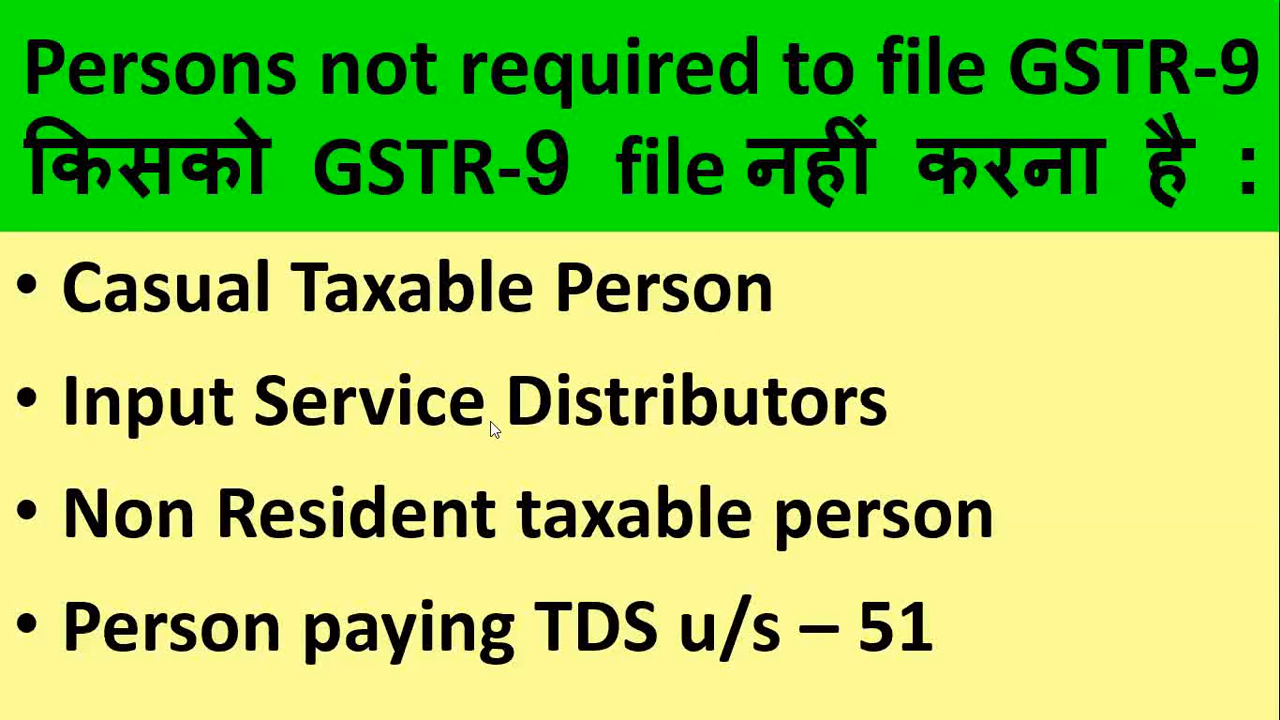 Persons not required to file GSTR-9
किसको GSTR-9 file नहीं करना है :
• Casual Taxable Person
• Input Service Distributors
• Non Resident taxable person
• Person paying TDS u/s – 51